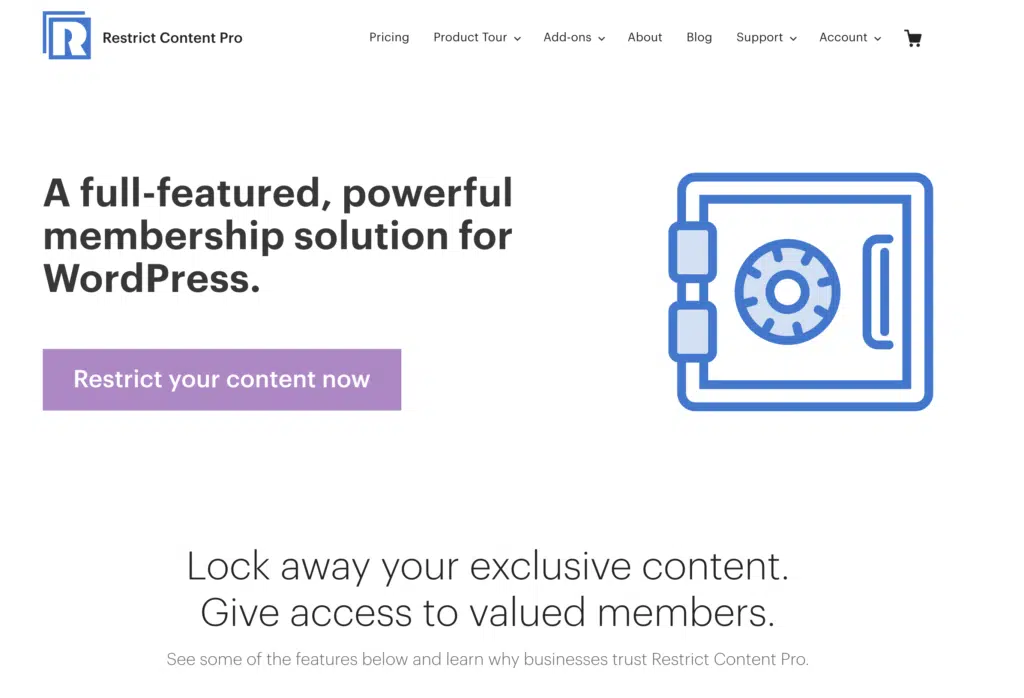 Restrict Content Pro
Pricing Product Tour Add-ons About Blog Support Account
A full-featured, powerful
membership solution for
WordPress.
Restrict your content now
Lock away your exclusive content.
Give access to valued members.
See some of the features below and learn why businesses trust Restrict Content Pro.